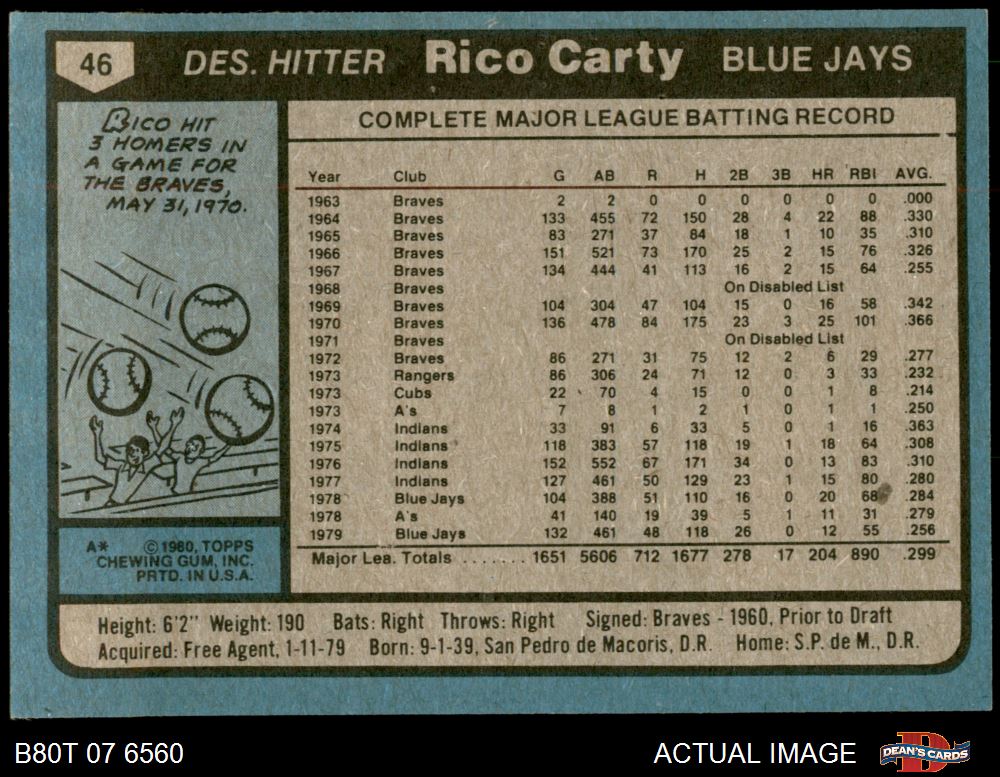 46 DES. HITTER Rico Carty BLUE JAYS
RICO HIT
3 HOMERS IN
A GAME FOR
THE BRAVES,
MAY 31, 1970.
COMPLETE MAJOR LEAGUE BATTING RECORD
Year Club G AB R H 2B 3B HR RBI AVG.
1963 Braves 2 2 0 0 0 0 0 0 .000
1964 Braves 133 455 72 150 28 4 22 88 .330
1965 Braves 83 271 37 84 18 1 10 35 .310
1966 Braves 151 521 73 170 25 2 15 76 .326
1967 Braves 134 444 41 113 16 2 15 64 .255
1968 Braves On Disabled List
1969 Braves 104 304 47 104 15 0 16 58 .342
1970 Braves 136 478 84 175 23 3 25 101 .366
1971 Braves On Disabled List
1972 Braves 86 271 31 75 12 2 6 29 .277
1973 Rangers 86 306 24 71 12 0 3 33 .232
1973 Cubs 22 70 4 15 0 0 1 8 .214
1973 A's 7 8 1 2 1 0 1 1 .250
1974 Indians 33 91 6 33 5 0 1 16 .363
1975 Indians 118 383 57 118 19 1 18 64 .308
1976 Indians 152 552 67 171 34 0 13 83 .310
1977 Indians 127 461 50 129 23 1 15 80 .280
1978 Blue Jays 104 388 51 110 16 0 20 68 .284
1978 A's 41 140 19 39 5 1 11 31 .279
1979 Blue Jays 132 461 48 118 26 0 12 55 .256
Major Lea. Totals ....... 1651 5606 712 1677 278 17 204 890 .299
A* © 1980, TOPPS
CHEWING GUM, INC.
PRTD. IN U.S.A.
Height: 6'2" Weight: 190 Bats: Right Throws: Right Signed: Braves - 1960, Prior to Draft
Acquired: Free Agent, 1-11-79 Born: 9-1-39, San Pedro de Macoris, D.R. Home: S.P. de M., D.R.
B80T 07 6560 ACTUAL IMAGE DEAN'S CARDS